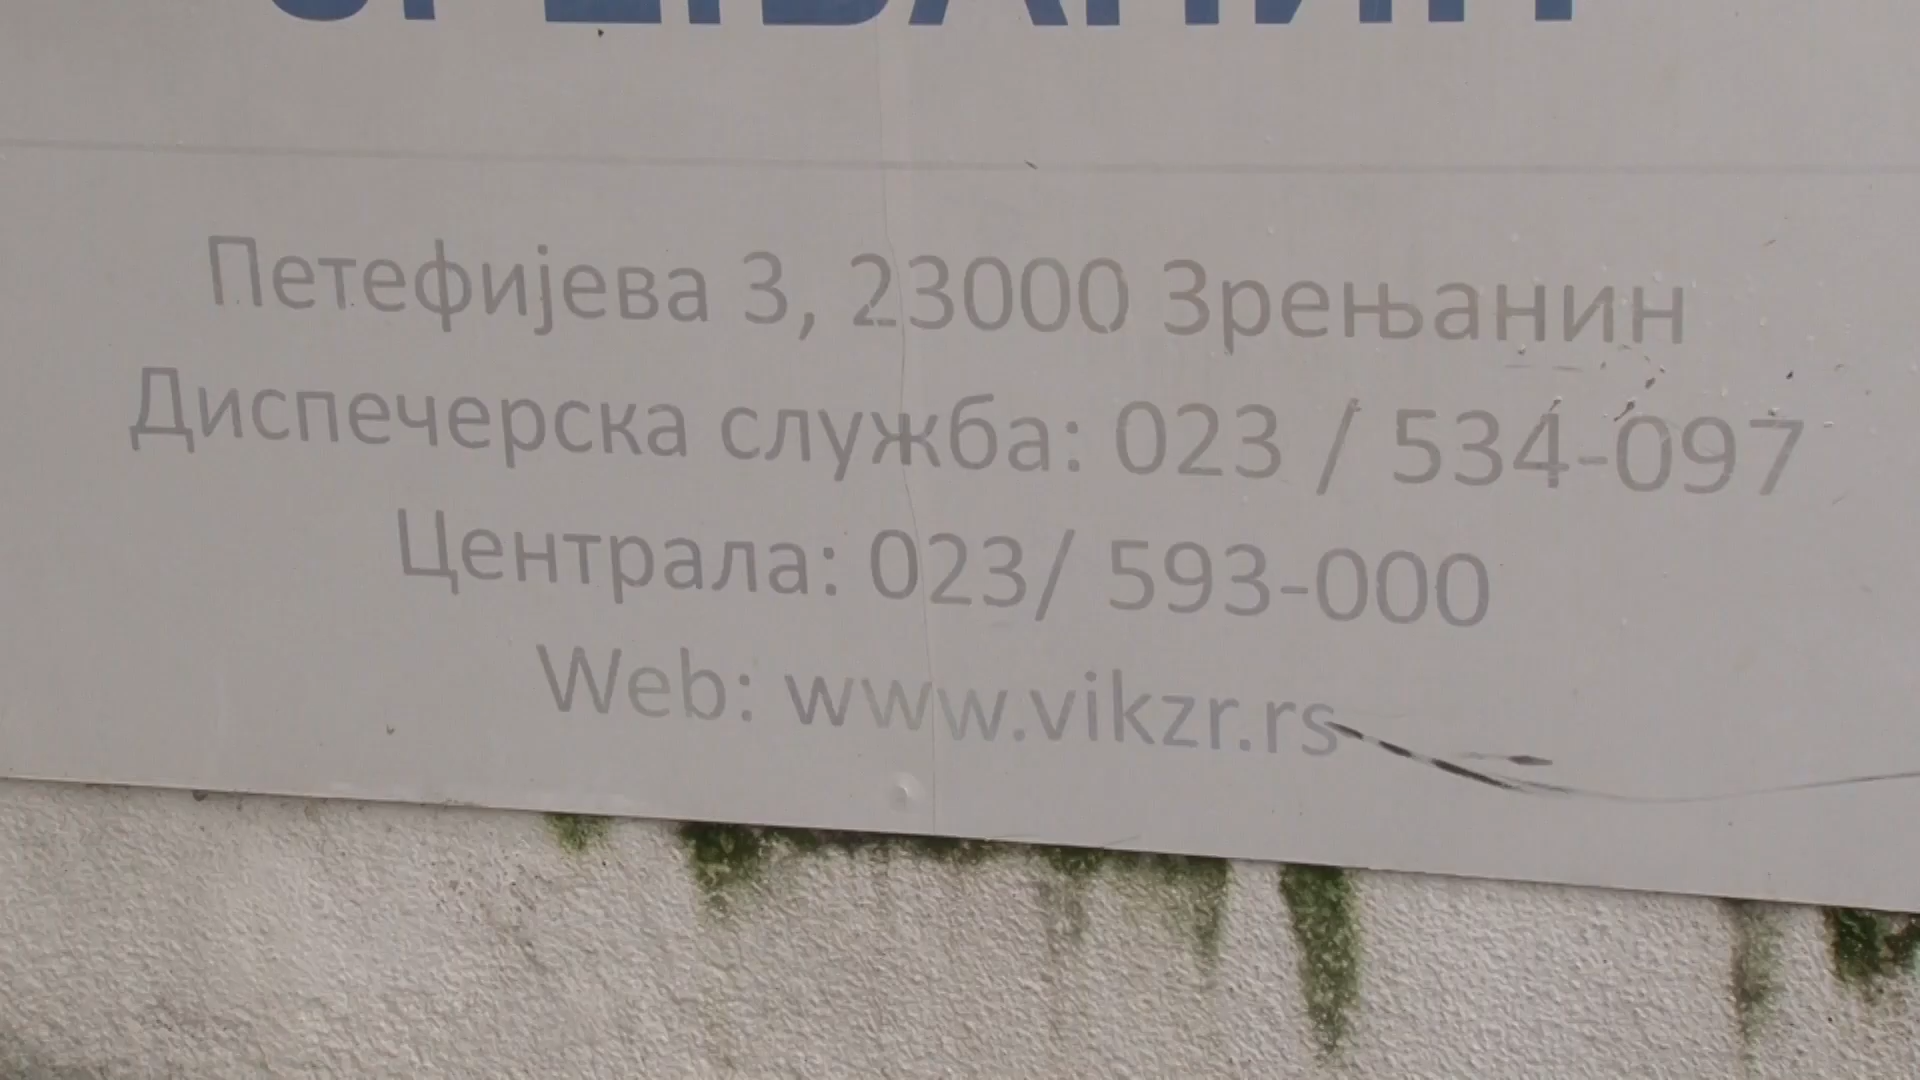 Петефијева 3, 23000 Зрењанин
Диспечерска служба: 023 / 534-097
Централа: 023/ 593-000
Web: www.vikzr.rs